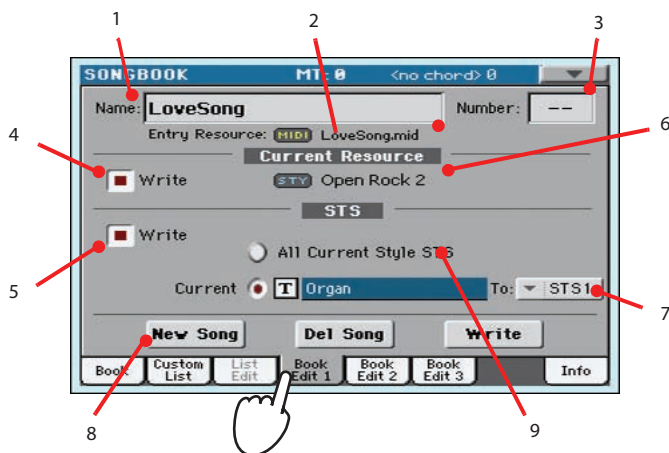 1
2
3
SONGBOOK MT: 0 <no chord> 0
Name: LoveSong Number: --
Entry Resource: MIDI LoveSong.mid
4
6
Current Resource
Write STY Open Rock 2
STS
Write
All Current Style STS
5
Current T Organ To: STS1
7
New Song Del Song Write
Book Custom List List Edit Book Edit 1 Book Edit 2 Book Edit 3 Info
8
9